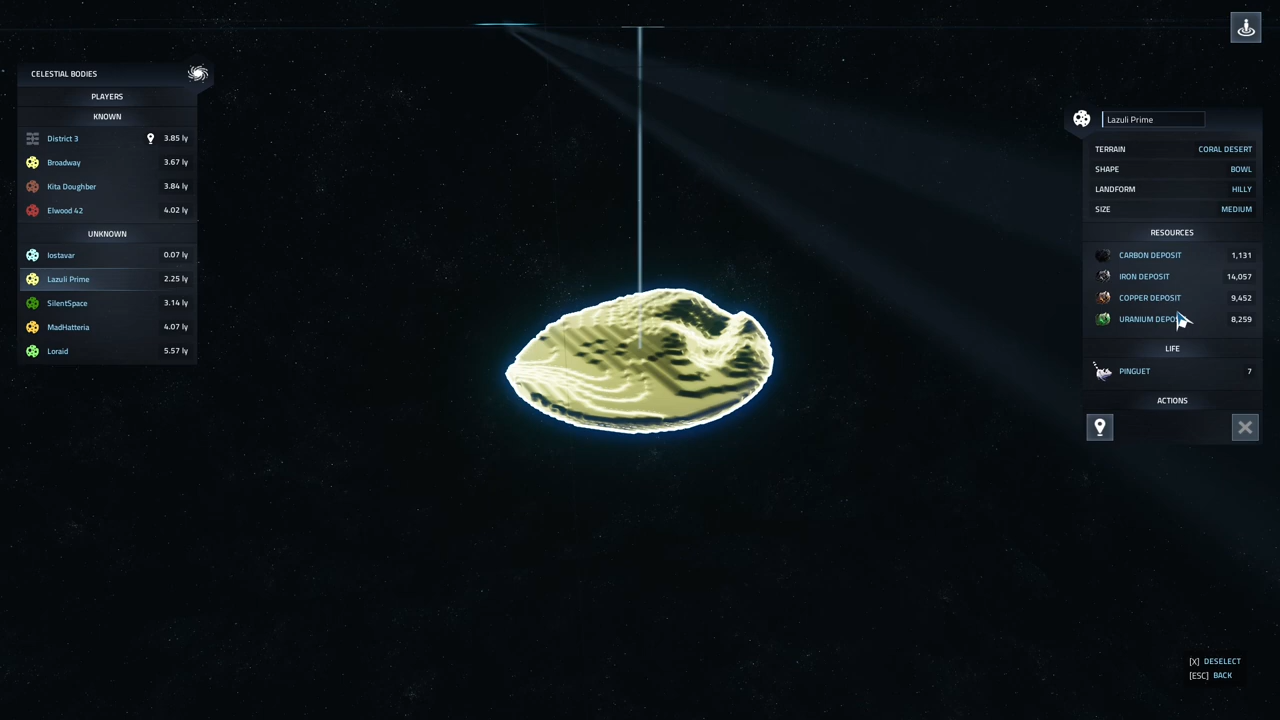 CELESTIAL BODIES
PLAYERS
KNOWN
District 3 3.85 ly
Broadway 3.67 ly
Kita Doughber 3.84 ly
Elwood 42 4.02 ly
UNKNOWN
Iostavar 0.07 ly
Lazuli Prime 2.25 ly
SilentSpace 3.14 ly
MadHatteria 4.07 ly
Loraid 5.57 ly
Lazuli Prime
TERRAIN CORAL DESERT
SHAPE BOWL
LANDFORM HILLY
SIZE MEDIUM
RESOURCES
CARBON DEPOSIT 1,131
IRON DEPOSIT 14,057
COPPER DEPOSIT 9,452
URANIUM 8,259
LIFE
PINGUET 7
ACTIONS
[X] DESELECT
[ESC] BACK